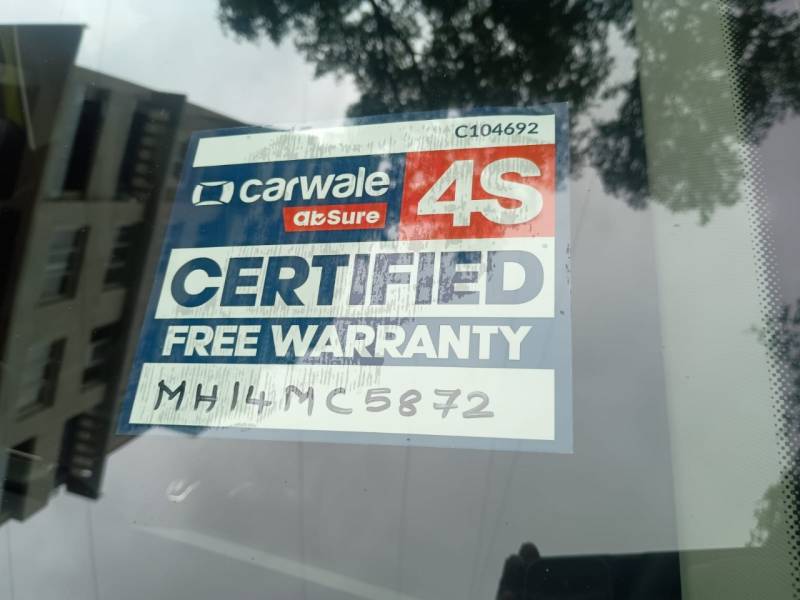 C104692
carwale 4S
abSure
CERTIFIED
FREE WARRANTY
MH14MC5872